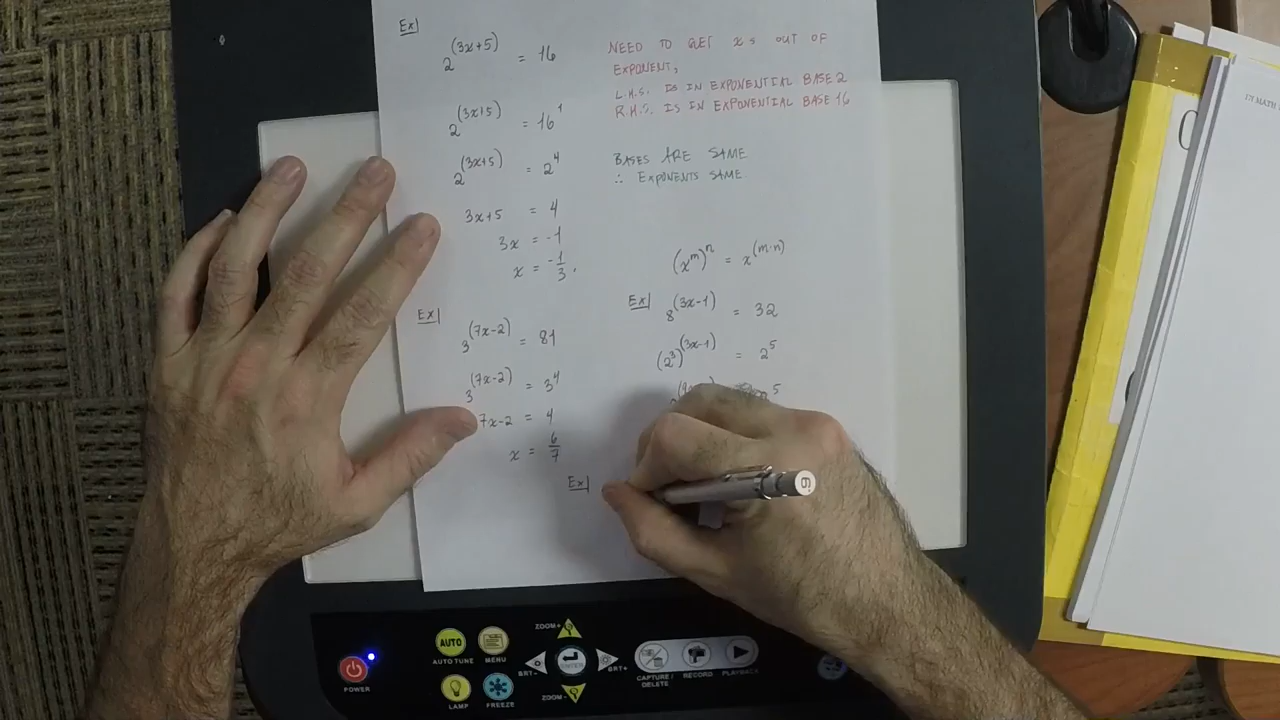 Ex|
2^(3x+5) = 16
2^(3x+5) = 16^1
2^(3x+5) = 2^4
3x+5 = 4
3x = -1
x = -1/3.
NEED TO GET x's OUT OF
EXPONENT,
L.H.S. IS IN EXPONENTIAL BASE 2
R.H.S. IS IN EXPONENTIAL BASE 16
BASES ARE SAME
∴ EXPONENTS SAME
(x^m)^n = x^(m·n)
Ex|
3^(7x-2) = 81
3^(7x-2) = 3^4
7x-2 = 4
x = 6/7
Ex|
8^(3x-1) = 32
(2^3)^(3x-1) = 2^5
Ex|
IN MATH
POWER
AUTO
AUTO TUNE
MENU
LAMP
FREEZE
ZOOM+
BRT-
ENTER
BRT+
ZOOM-
CAPTURE /
DELETE
RECORD
PLAYBACK